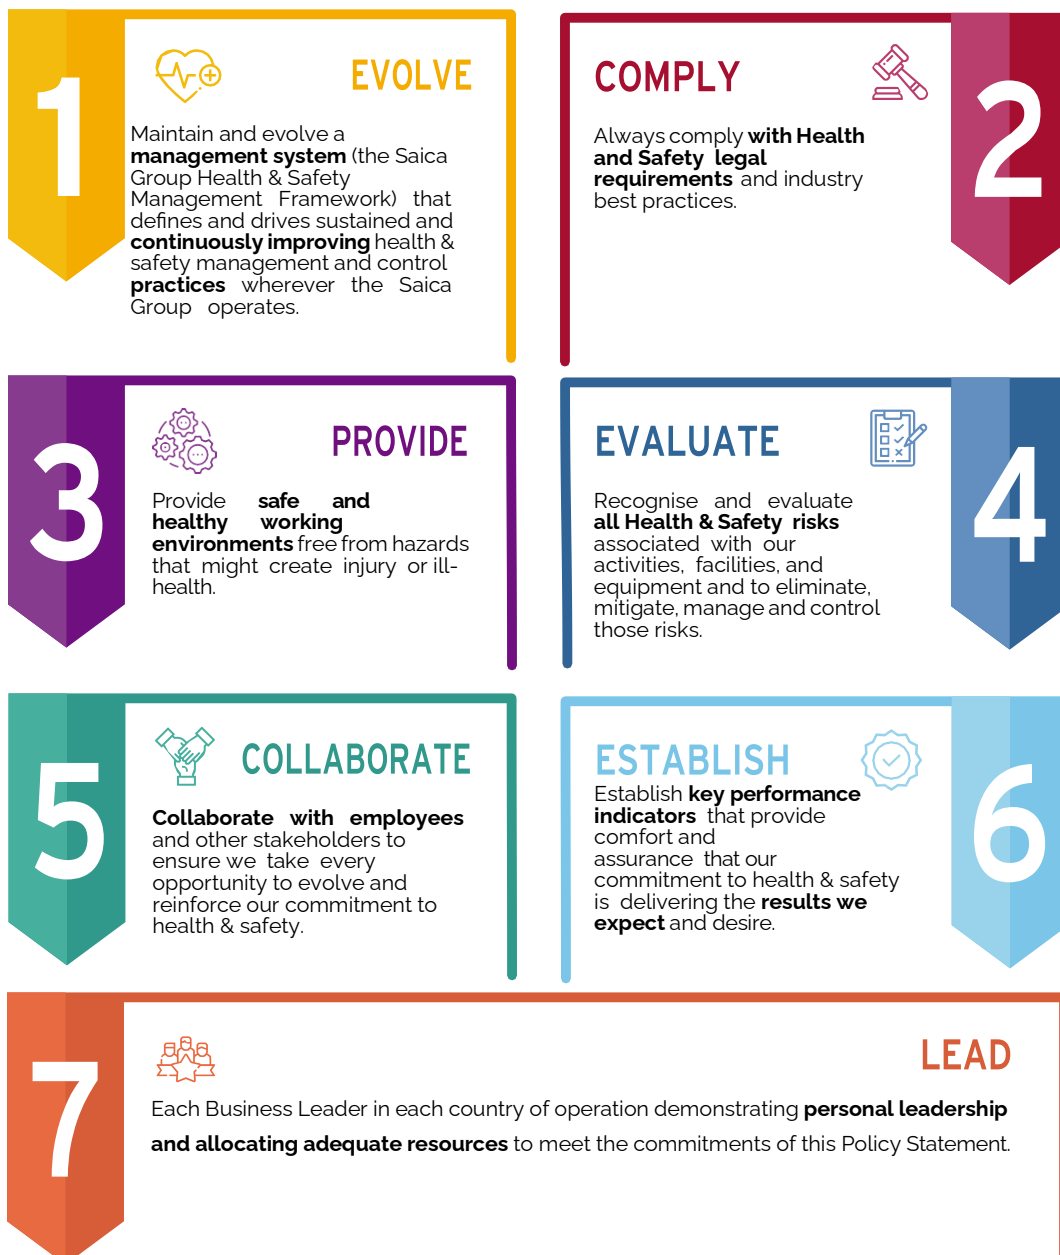 1
EVOLVE
Maintain and evolve a
management system (the Saica
Group Health & Safety
Management Framework) that
defines and drives sustained and
continuously improving health &
safety management and control
practices wherever the Saica
Group operates.
COMPLY
2
Always comply with Health
and Safety legal
requirements and industry
best practices.
3
PROVIDE
Provide safe and
healthy working
environments free from hazards
that might create injury or ill-
health.
EVALUATE
4
Recognise and evaluate
all Health & Safety risks
associated with our
activities, facilities, and
equipment and to eliminate,
mitigate, manage and control
those risks.
5
COLLABORATE
Collaborate with employees
and other stakeholders to
ensure we take every
opportunity to evolve and
reinforce our commitment to
health & safety.
ESTABLISH
6
Establish key performance
indicators that provide
comfort and
assurance that our
commitment to health & safety
is delivering the results we
expect and desire.
7
LEAD
Each Business Leader in each country of operation demonstrating personal leadership
and allocating adequate resources to meet the commitments of this Policy Statement.